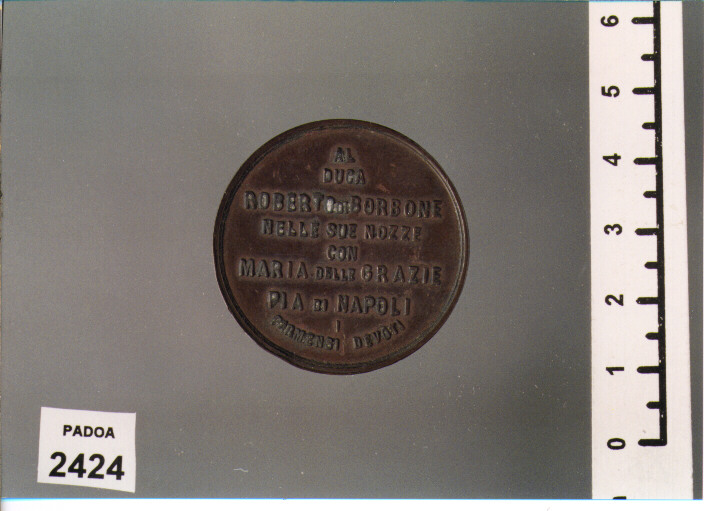 AL
DUCA
ROBERTO DI BORBONE
NELLE SUE NOZZE
CON
MARIA DELLE GRAZIE
PIA DI NAPOLI
I
PARMENSI DEVOTI
PADOA
2424
6
5
4
3
2
1
0